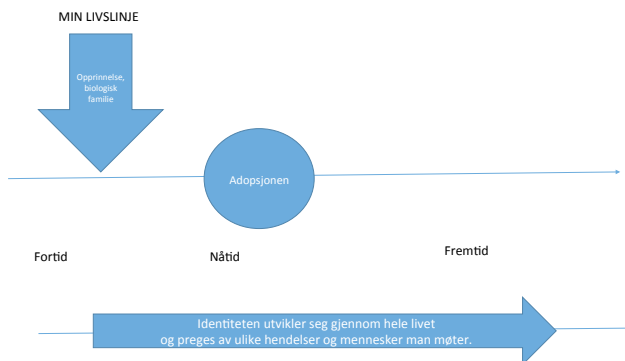 MIN LIVSLINJE
Opprinnelse,
biologisk
familie
Adopsjonen
Fortid
Nåtid
Fremtid
Identiteten utvikler seg gjennom hele livet
og preges av ulike hendelser og mennesker man møter.